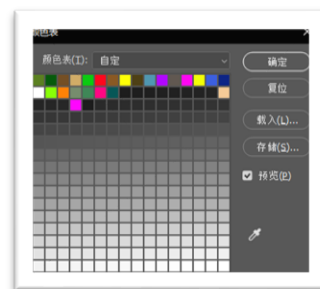 颜色表
颜色表(T): 自定
确定
复位
载入(L)...
存储(S)...
预览(P)